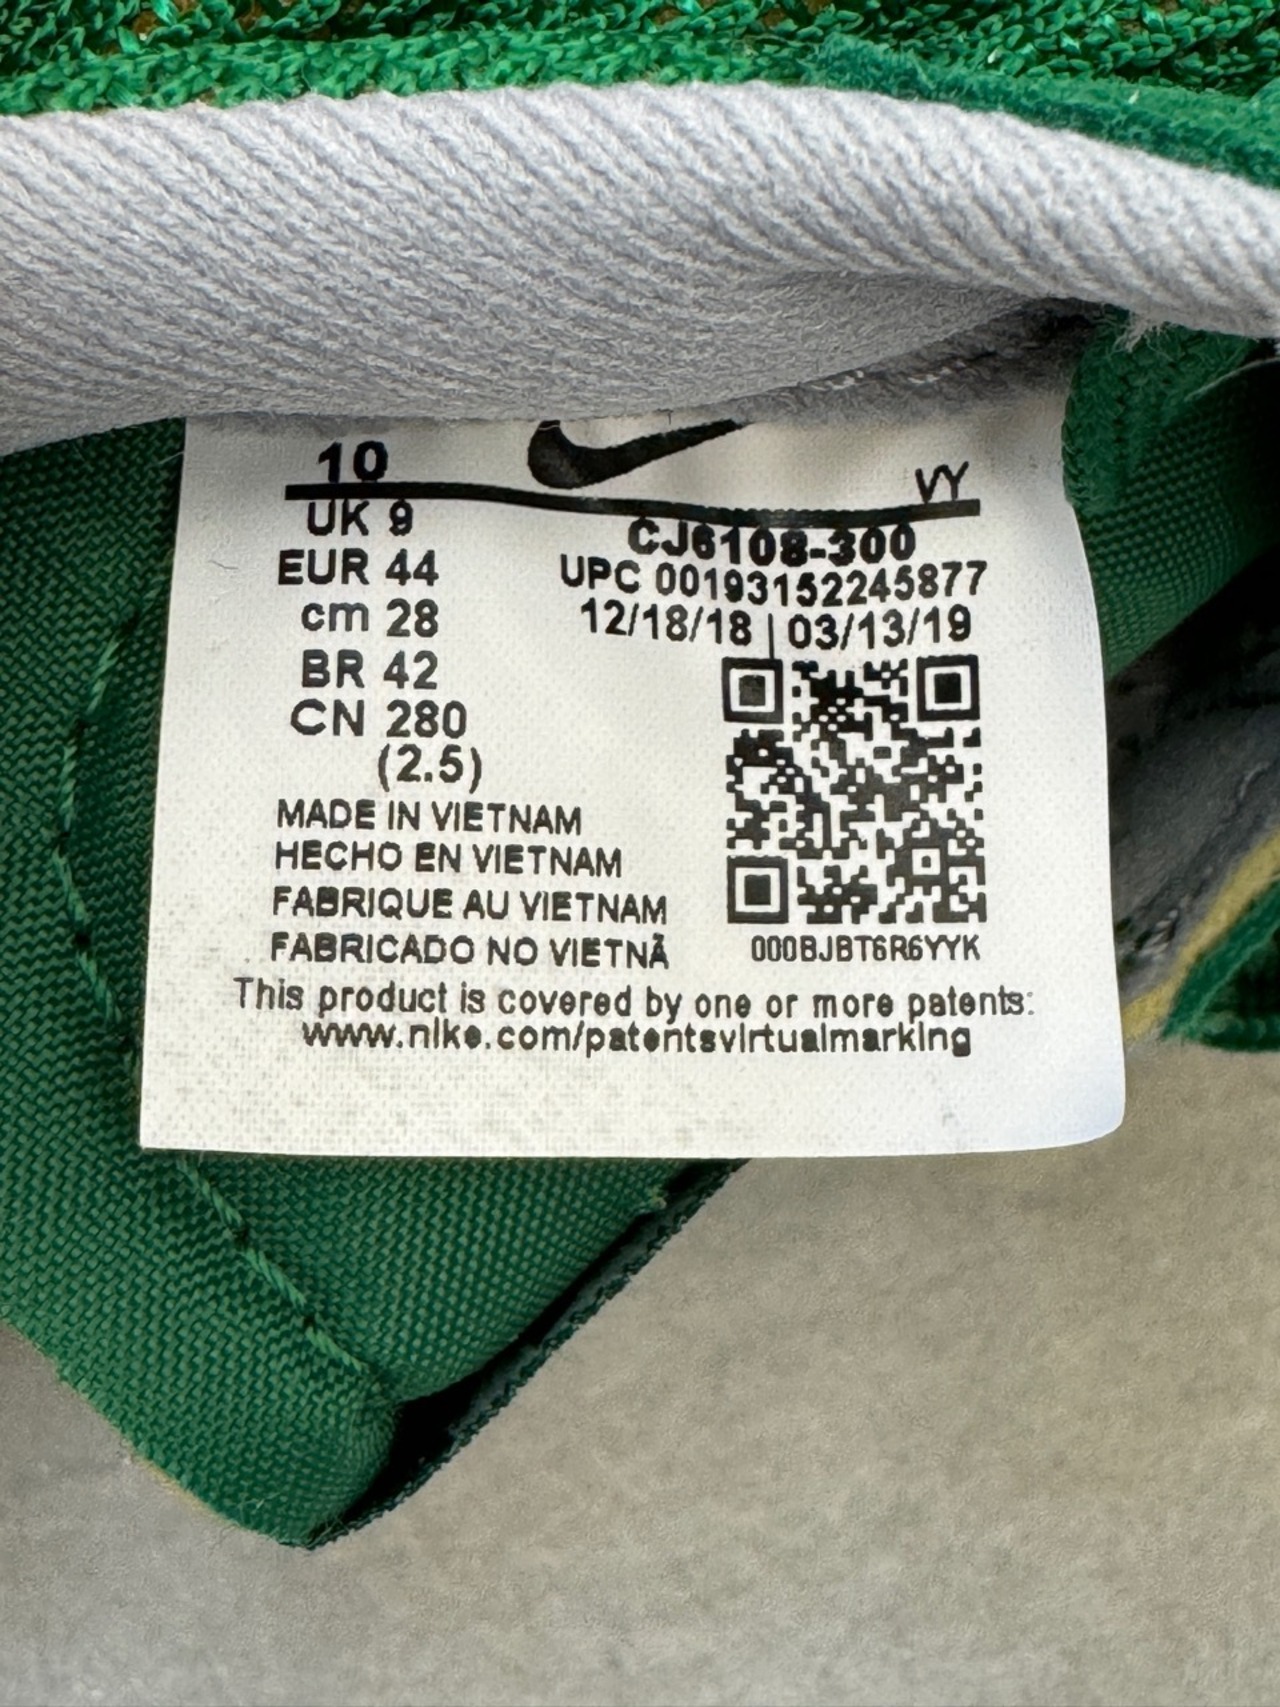 10
VY
UK 9
EUR 44
cm 28
BR 42
CN 280
(2.5)
CJ6108-300
UPC 00193152245877
12/18/18 | 03/13/19
MADE IN VIETNAM
HECHO EN VIETNAM
FABRIQUE AU VIETNAM
FABRICADO NO VIETNÃ
000BJBT6R6YYK
This product is covered by one or more patents:
www.nike.com/patentsvirtualmarking